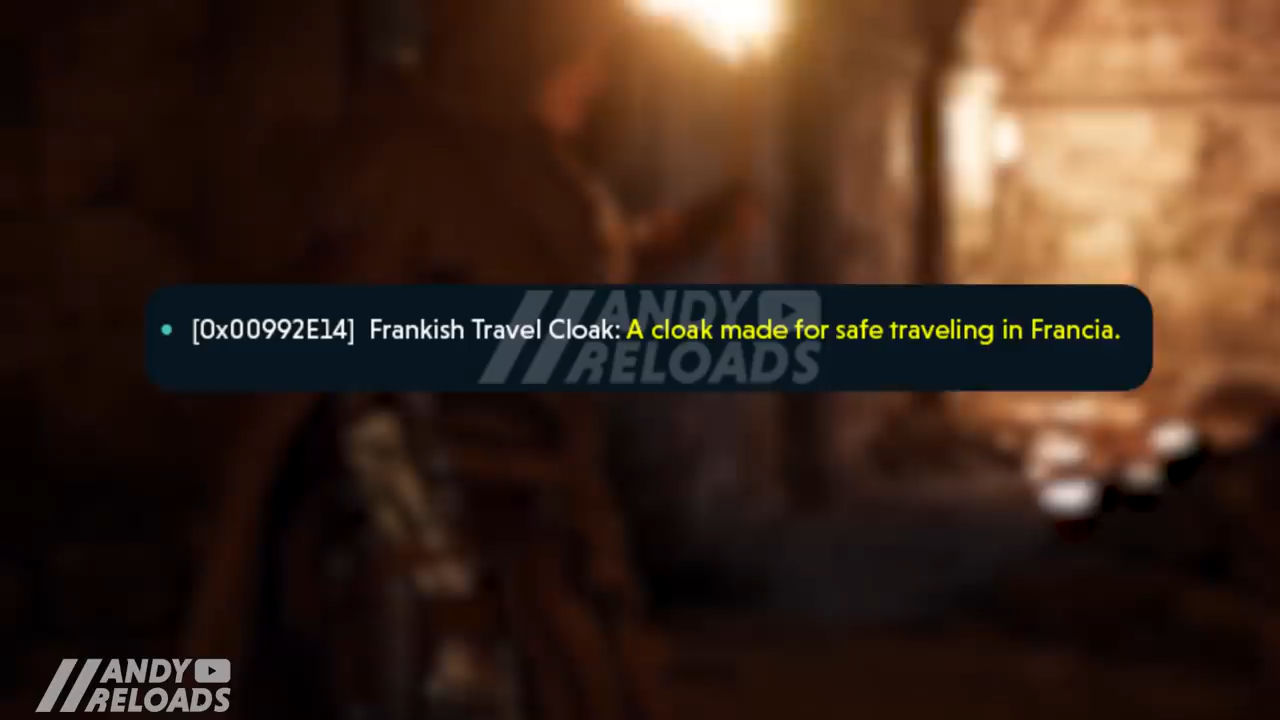 //ANDY
RELOADS
[0x00992E14] Frankish Travel Cloak: A cloak made for safe traveling in Francia.
//ANDY
RELOADS